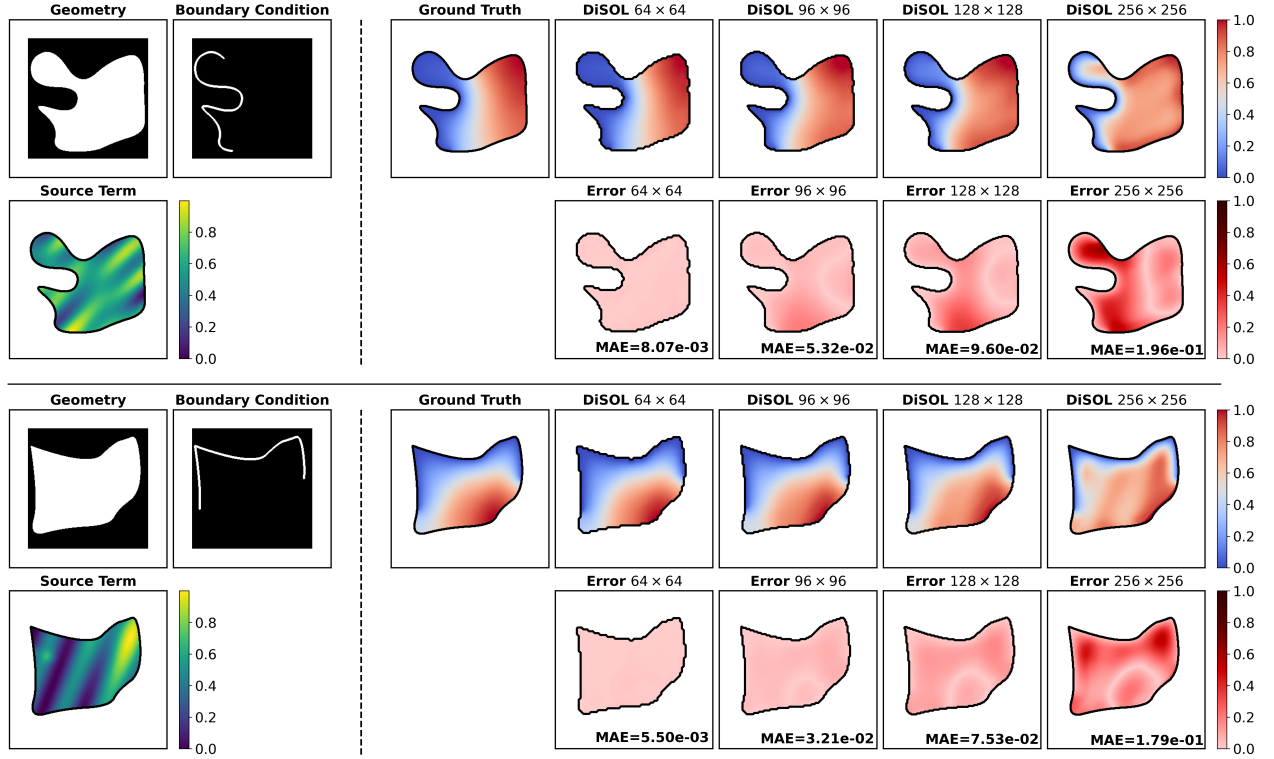 Geometry
Boundary Condition
Ground Truth
DiSOL 64 × 64
DiSOL 96 × 96
DiSOL 128 × 128
DiSOL 256 × 256
1.0
0.8
0.6
0.4
0.2
0.0
Source Term
0.8
0.6
0.4
0.2
0.0
Error 64 × 64
Error 96 × 96
Error 128 × 128
Error 256 × 256
MAE=8.07e-03
MAE=5.32e-02
MAE=9.60e-02
MAE=1.96e-01
1.0
0.8
0.6
0.4
0.2
0.0
Geometry
Boundary Condition
Ground Truth
DiSOL 64 × 64
DiSOL 96 × 96
DiSOL 128 × 128
DiSOL 256 × 256
1.0
0.8
0.6
0.4
0.2
0.0
Source Term
0.8
0.6
0.4
0.2
0.0
Error 64 × 64
Error 96 × 96
Error 128 × 128
Error 256 × 256
MAE=5.50e-03
MAE=3.21e-02
MAE=7.53e-02
MAE=1.79e-01
1.0
0.8
0.6
0.4
0.2
0.0